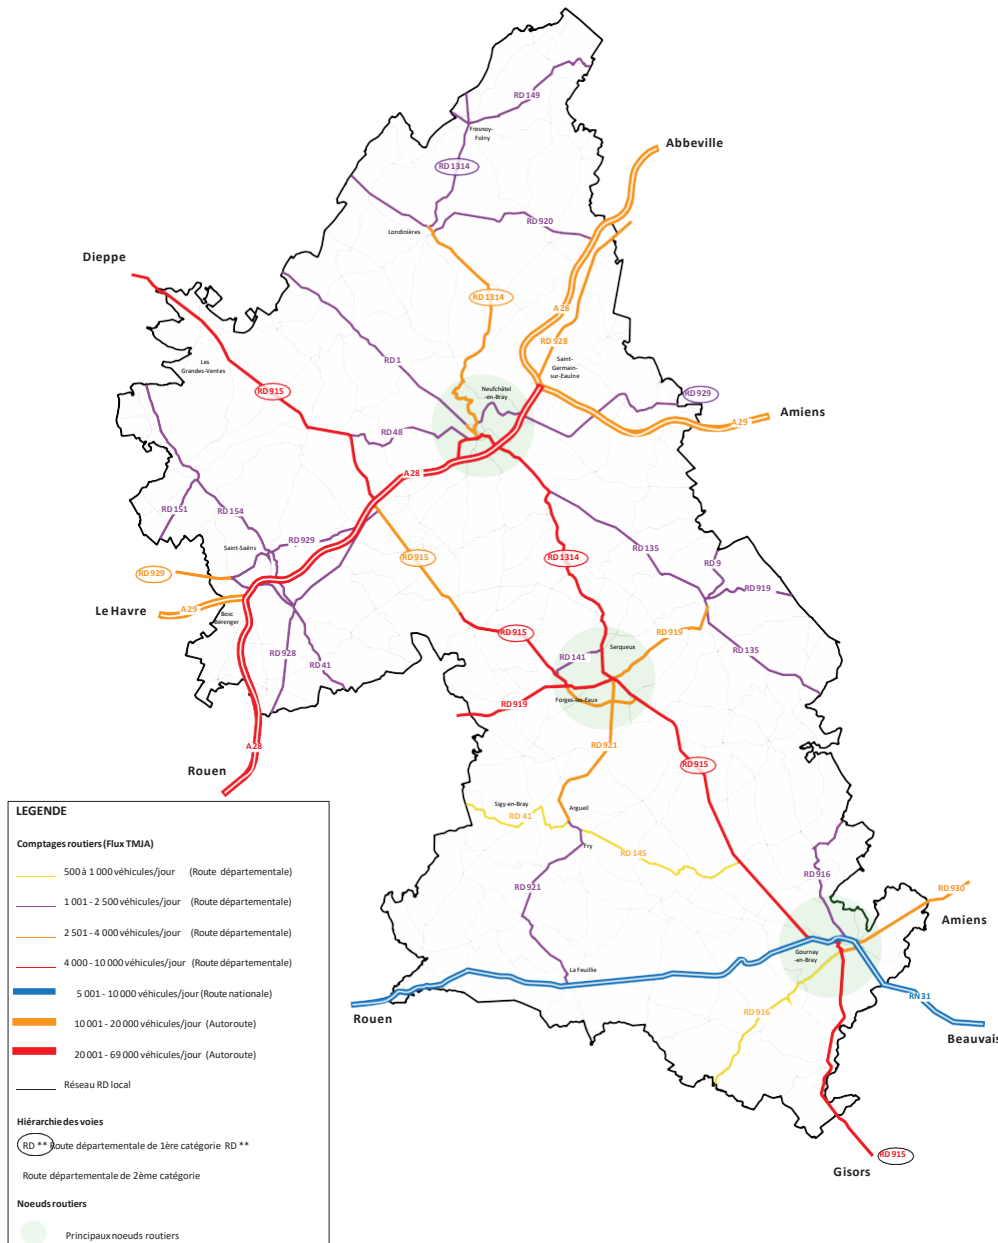 RD 149
Fresnoy-
Folny
Abbeville
RD 1314
RD 920
Londinières
Dieppe
RD 1314
A28
RD 928
RD 1
Saint-
Germain
sur-Eaulne
Les
Grandes-Ventes
RD 915
Neufchâtel
-en-Bray
RD 929
Amiens
A29
RD 48
A28
RD 151
RD 154
RD 929
Saint-Saëns
RD 915
RD 1314
RD 135
RD 9
RD 929
RD 919
Le Havre
A29
Bosc
Bérenger
RD 915
RD 919
Serqueux
RD 928
RD 41
RD 141
RD 135
Forges-les-Eaux
RD 919
A28
RD 921
Rouen
RD 915
Sigy-en-Bray
Argueil
RD 41
Fry
RD 145
RD 921
RD 916
RD 930
Amiens
Gournay
-en-Bray
La Feuillie
RN 31
Rouen
RD 916
Beauvais
RD 915
Gisors
LEGENDE
Comptages routiers (Flux TMJA)
500 à 1 000 véhicules/jour (Route départementale)
1 001 - 2 500 véhicules/jour (Route départementale)
2 501 - 4 000 véhicules/jour (Route départementale)
4 000 - 10 000 véhicules/jour (Route départementale)
5 001 - 10 000 véhicules/jour (Route nationale)
10 001 - 20 000 véhicules/jour (Autoroute)
20 001 - 69 000 véhicules/jour (Autoroute)
Réseau RD local
Hiérarchie des voies
RD ** Route départementale de 1ère catégorie RD **
Route départementale de 2ème catégorie
Noeuds routiers
Principaux noeuds routiers